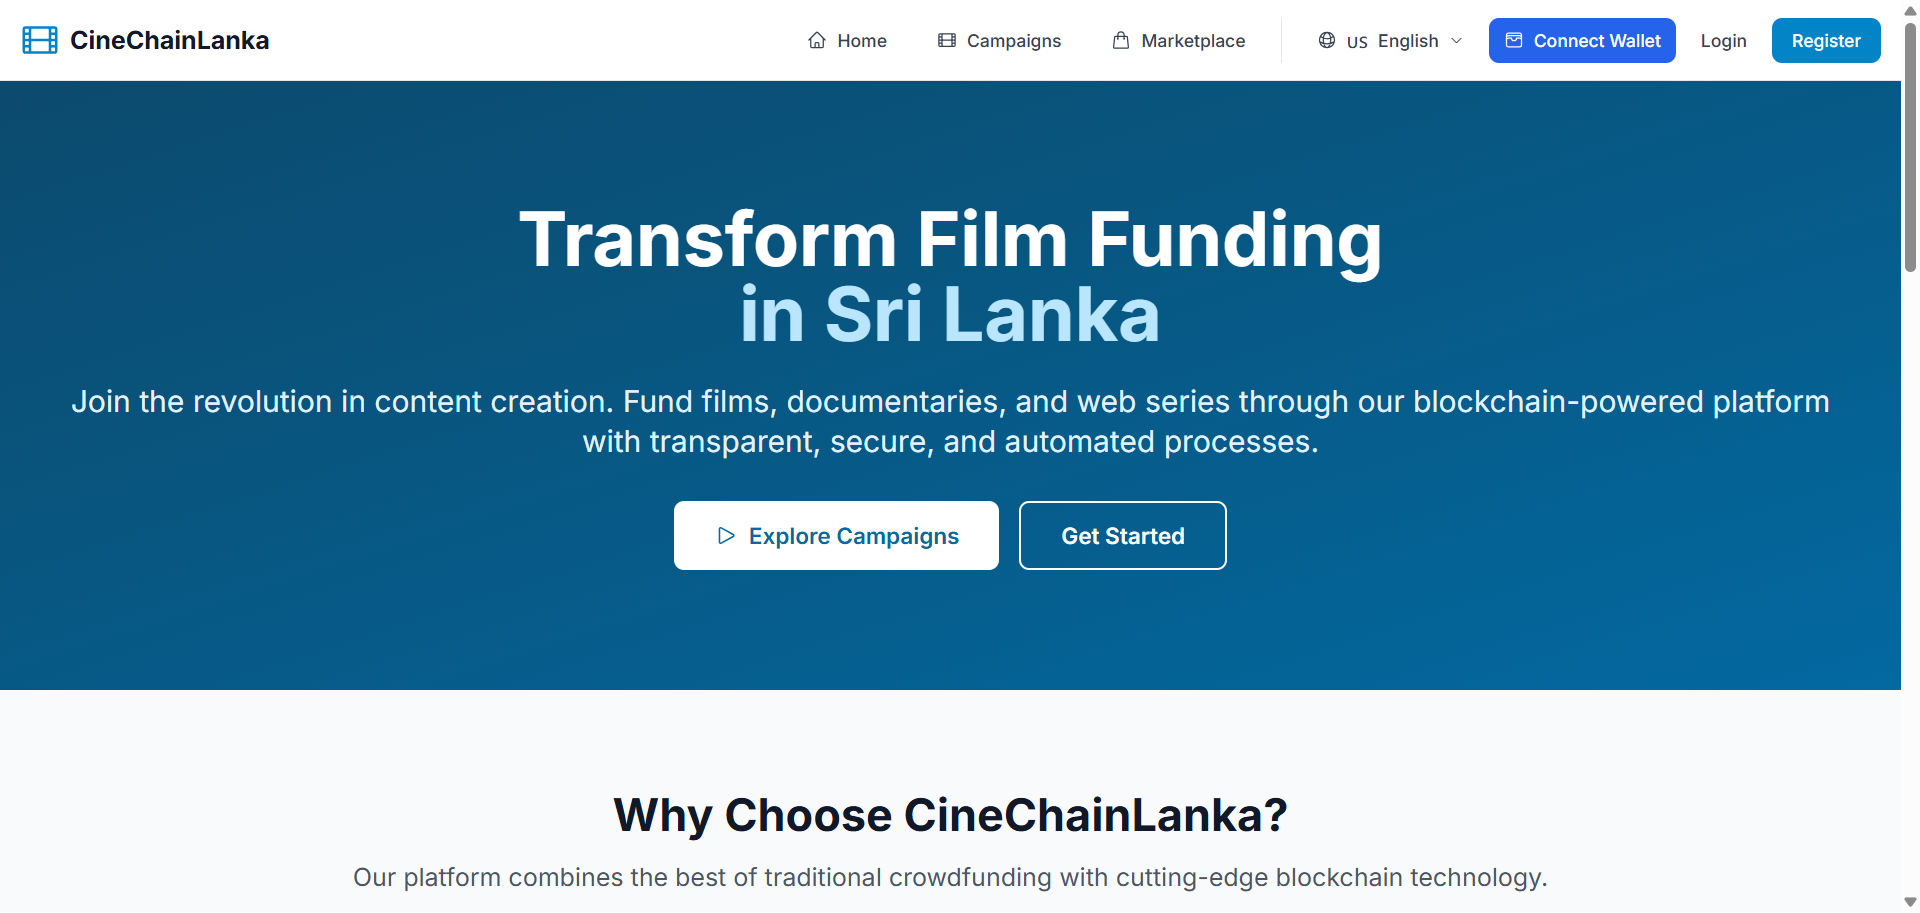 CineChainLanka
Home
Campaigns
Marketplace
US English
Connect Wallet
Login
Register
Transform Film Funding
in Sri Lanka
Join the revolution in content creation. Fund films, documentaries, and web series through our blockchain-powered platform
with transparent, secure, and automated processes.
Explore Campaigns
Get Started
Why Choose CineChainLanka?
Our platform combines the best of traditional crowdfunding with cutting-edge blockchain technology.